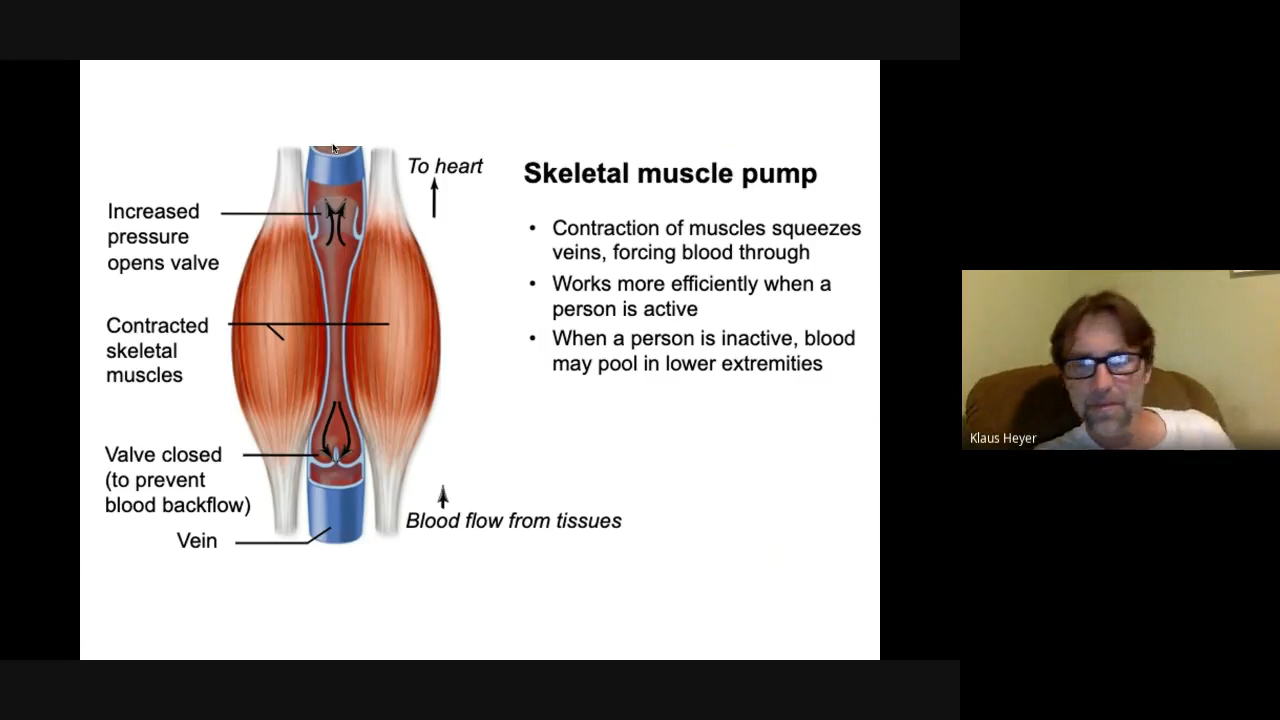 To heart
Skeletal muscle pump
Increased
pressure
opens valve
• Contraction of muscles squeezes
veins, forcing blood through
• Works more efficiently when a
person is active
• When a person is inactive, blood
may pool in lower extremities
Contracted
skeletal
muscles
Valve closed
(to prevent
blood backflow)
Blood flow from tissues
Vein
Klaus Heyer